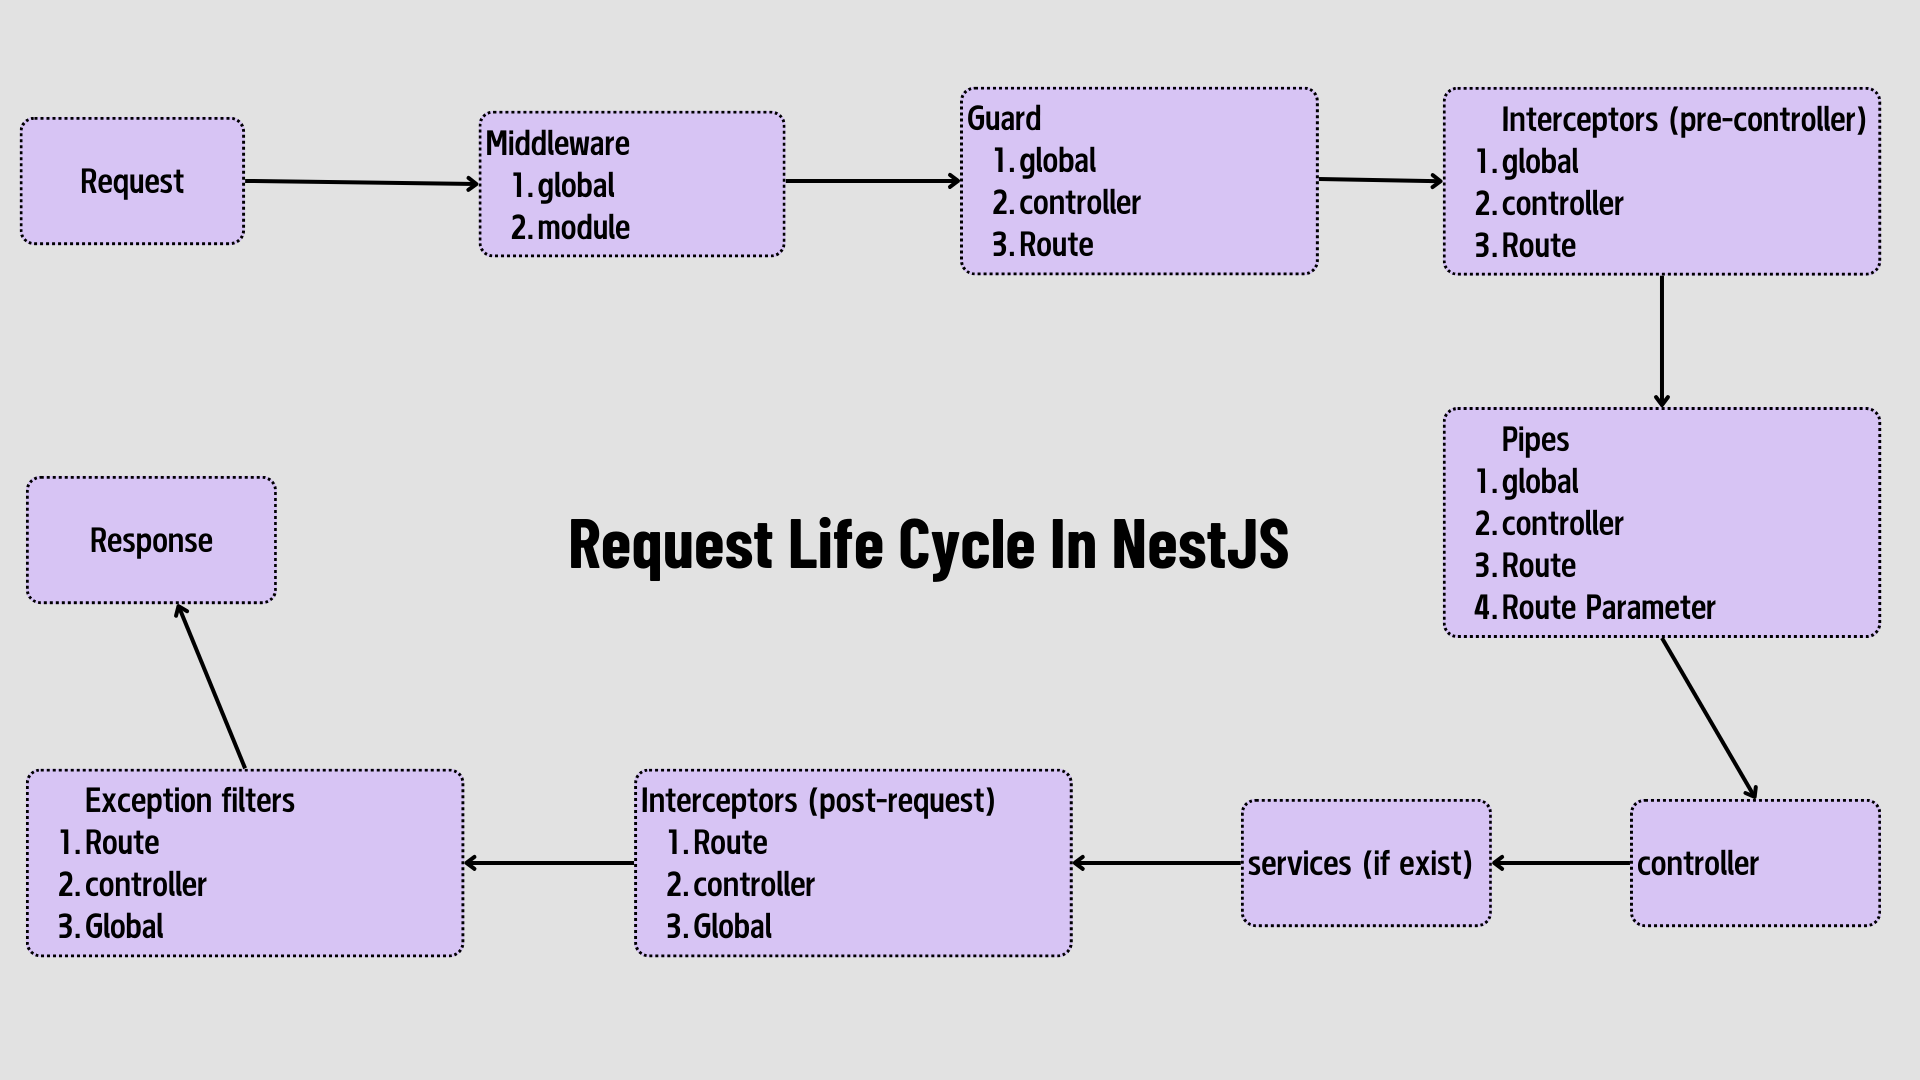 Request
Middleware
1. global
2. module
Guard
1. global
2. controller
3. Route
Interceptors (pre-controller)
1. global
2. controller
3. Route
Pipes
1. global
2. controller
3. Route
4. Route Parameter
Response
Request Life Cycle In NestJS
Exception filters
1. Route
2. controller
3. Global
Interceptors (post-request)
1. Route
2. controller
3. Global
services (if exist)
controller